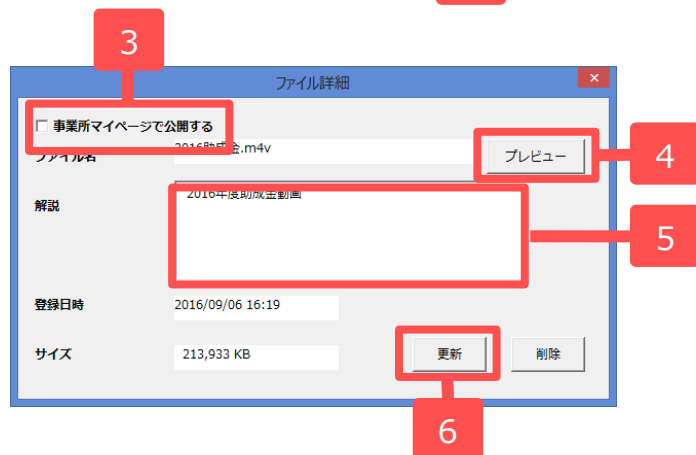 3
ファイル詳細
事業所マイページで公開する
ファイル名
2016助成金.m4v
プレビュー
4
解説
2016年度助成金動画
5
登録日時
2016/09/06 16:19
サイズ
213,933 KB
更新
削除
6